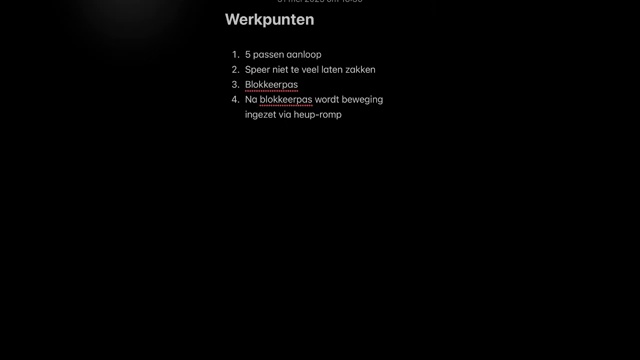 Werkpunten
1. 5 passen aanloop
2. Speer niet te veel laten zakken
3. Blokkeerpas
4. Na blokkeerpas wordt beweging
ingezet via heup-romp